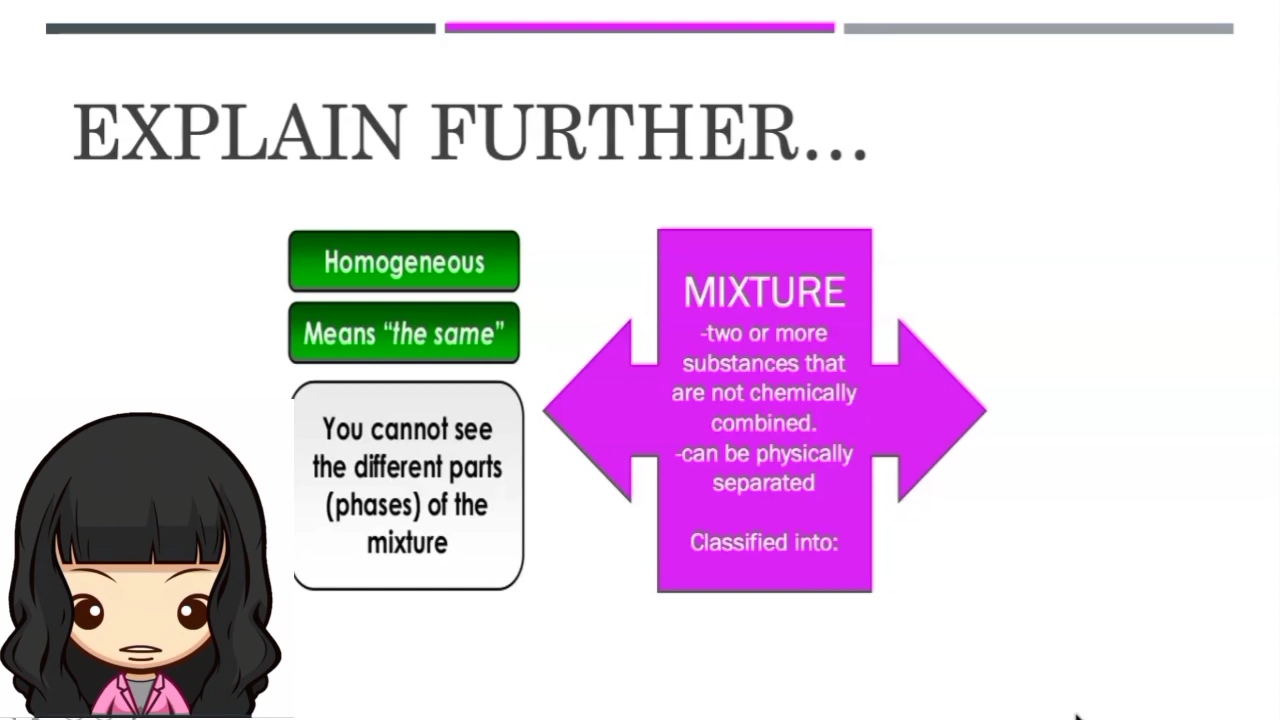 EXPLAIN FURTHER...
Homogeneous
Means “the same”
You cannot see
the different parts
(phases) of the
mixture
MIXTURE
-two or more
substances that
are not chemically
combined.
-can be physically
separated
Classified into: